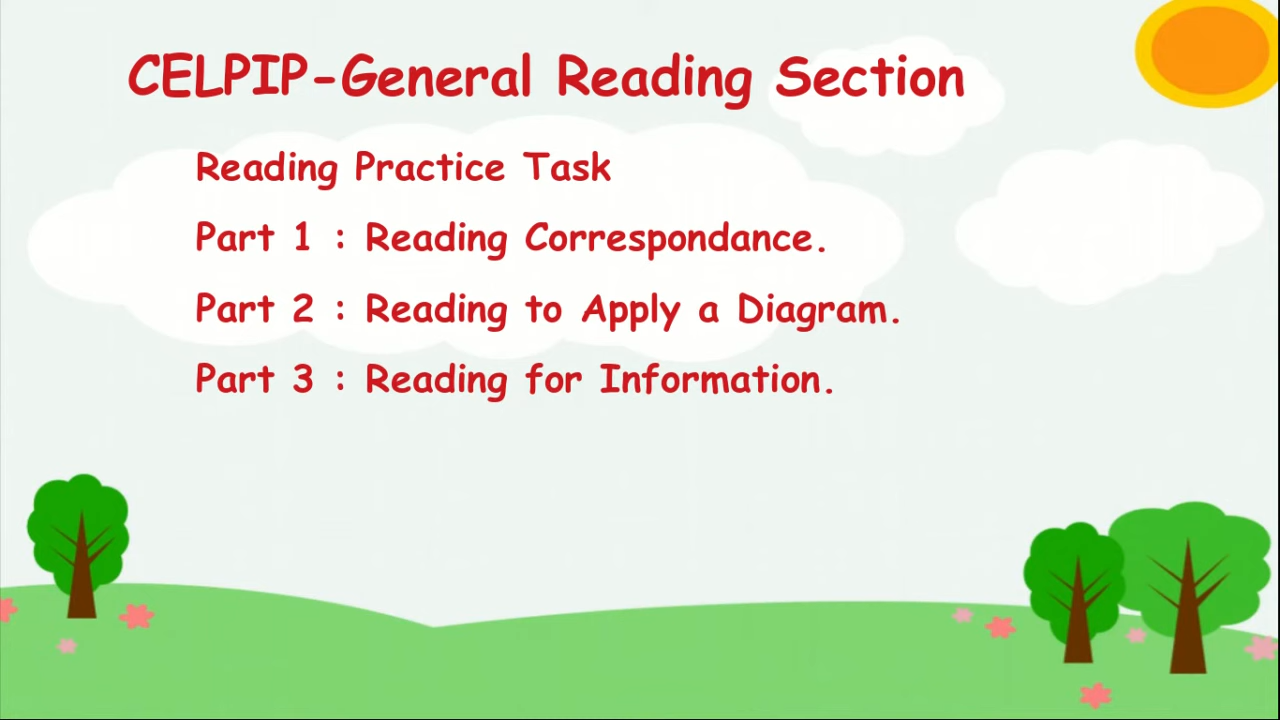 CELPIP-General Reading Section
Reading Practice Task
Part 1 : Reading Correspondance.
Part 2 : Reading to Apply a Diagram.
Part 3 : Reading for Information.